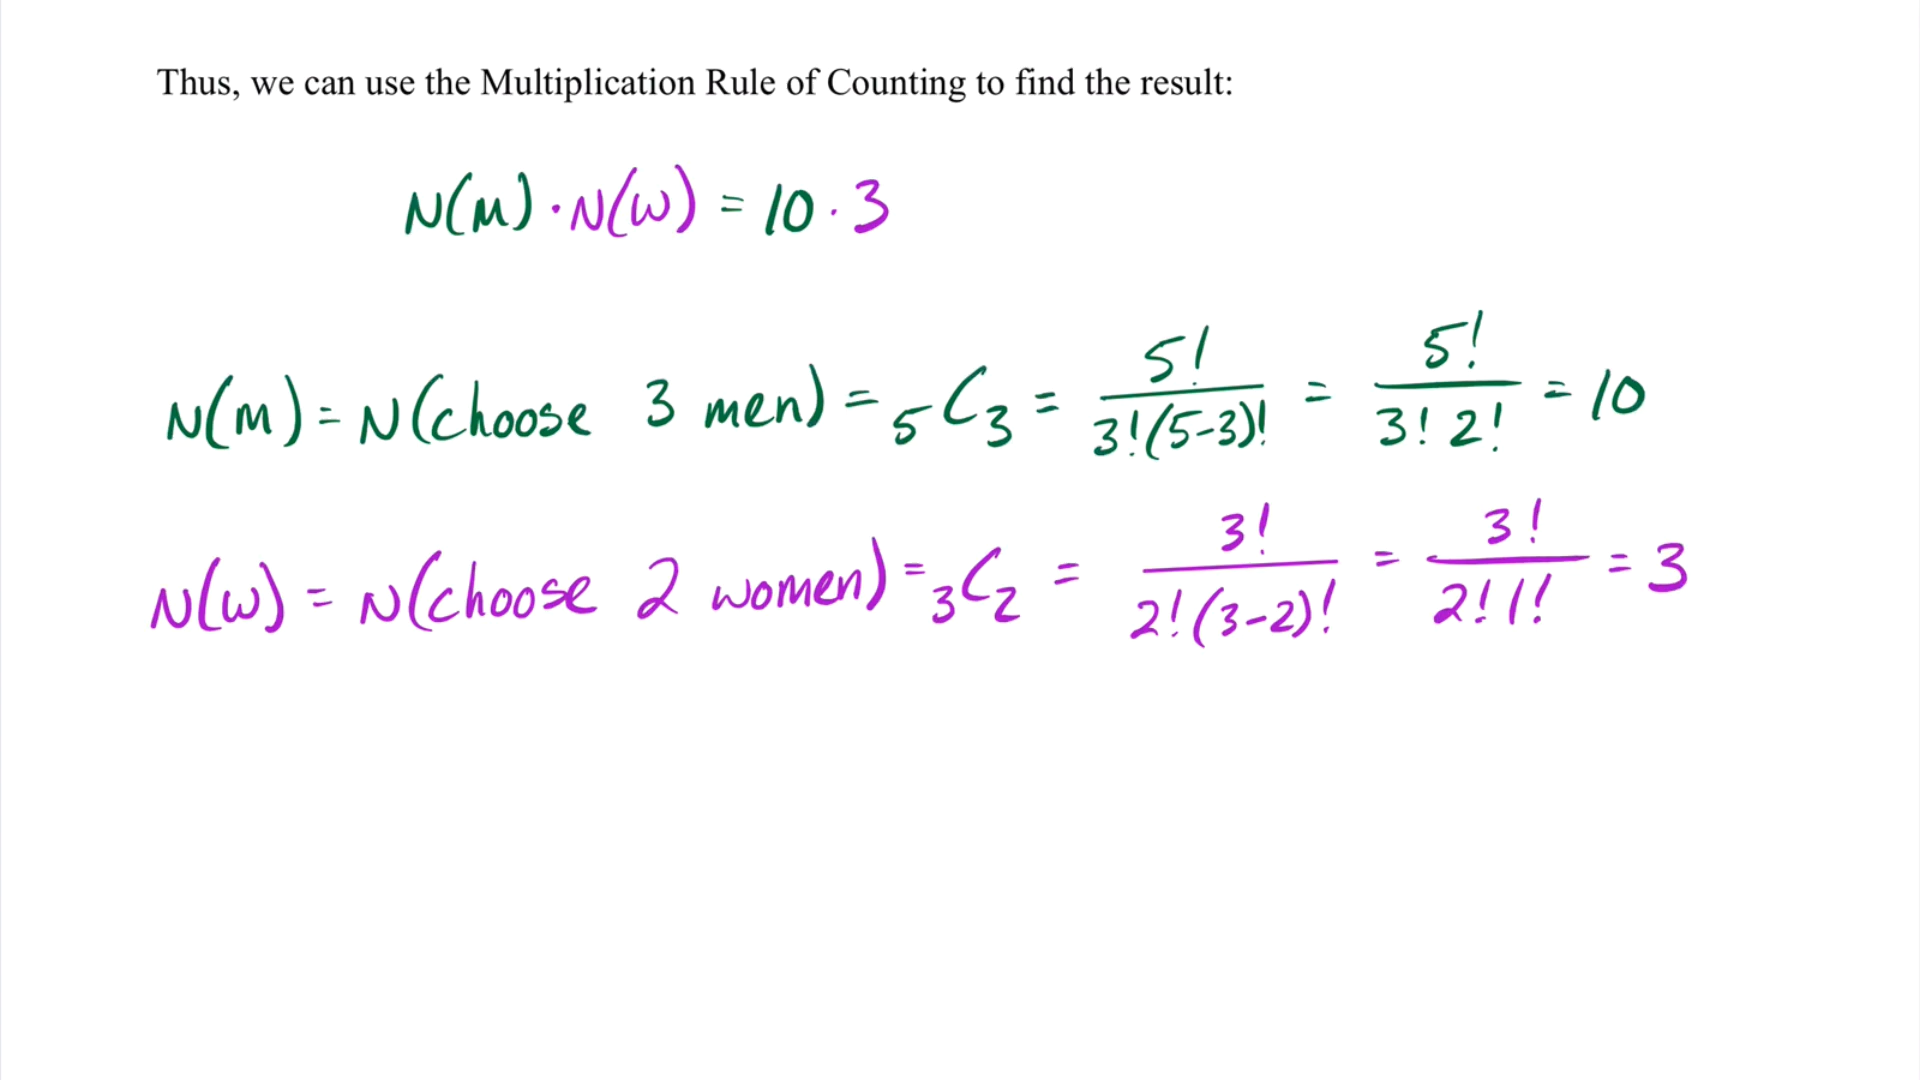 Thus, we can use the Multiplication Rule of Counting to find the result:
N(M) · N(W) = 10 · 3
N(M) = N(choose 3 men) = ₅C₃ = 5!/3!(5-3)! = 5!/3! 2! = 10
N(W) = N(choose 2 women) = ₃C₂ = 3!/2!(3-2)! = 3!/2! 1! = 3